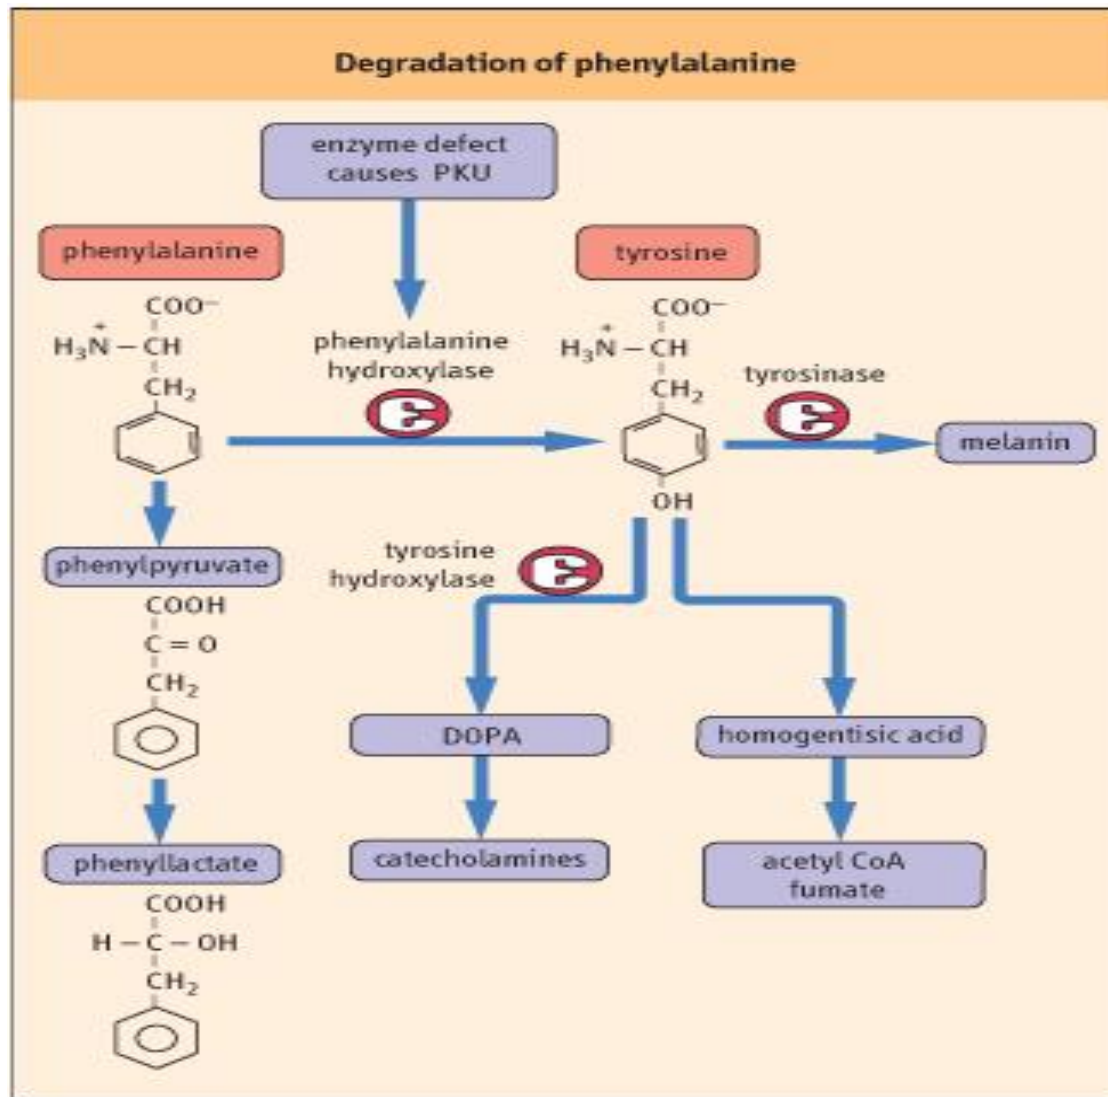 Degradation of phenylalanine
enzyme defect
causes PKU
phenylalanine
tyrosine
COO⁻
H₃N⁺ – CH
CH₂
phenylalanine
hydroxylase
COO⁻
H₃N⁺ – CH
CH₂
OH
tyrosinase
melanin
phenylpyruvate
COOH
C = O
CH₂
tyrosine
hydroxylase
DOPA
homogentisic acid
phenyllactate
COOH
H – C – OH
CH₂
catecholamines
acetyl CoA
fumate